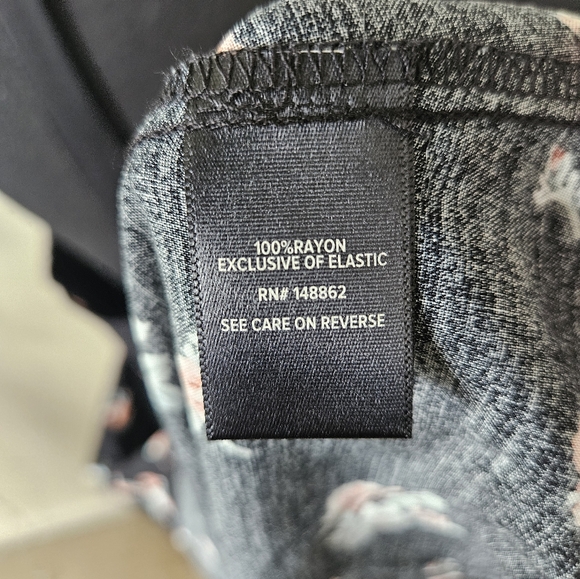 100%RAYON
EXCLUSIVE OF ELASTIC
RN# 148862
SEE CARE ON REVERSE